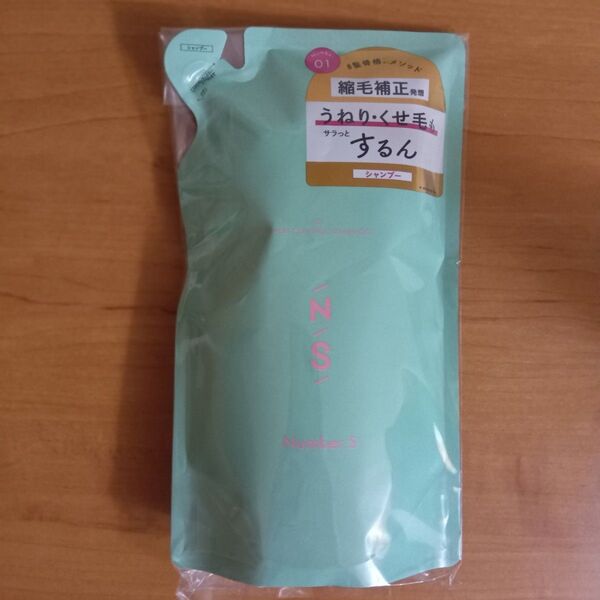 シャンプー
NUMBER
01
縮毛補正発想
うねり・くせ毛も
サラっと
するん
シャンプー
N
S
Number S